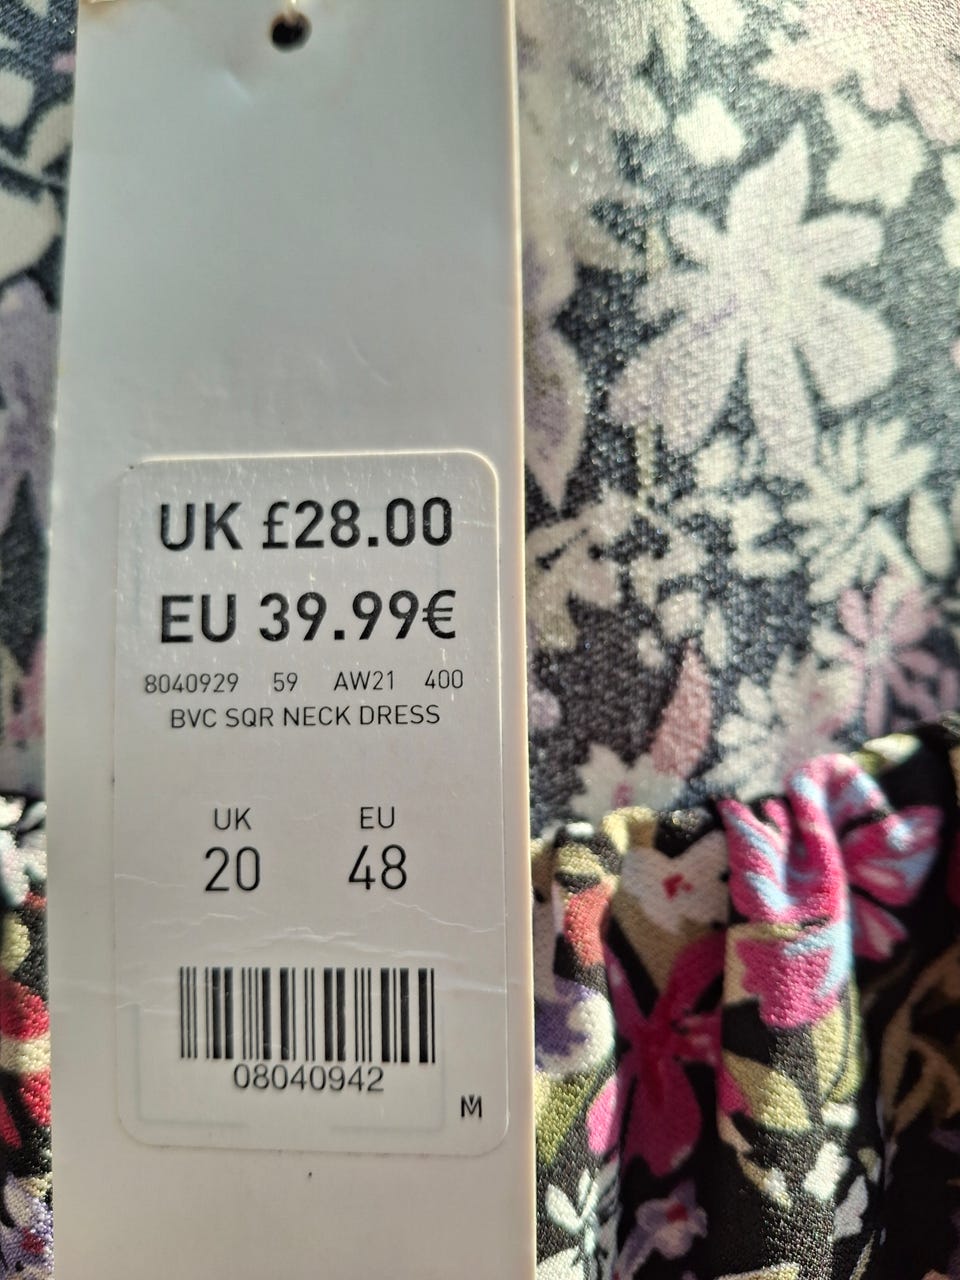 UK £28.00
EU 39.99€
8040929 59 AW21 400
BVC SQR NECK DRESS
UK EU
20 48
08040942
M